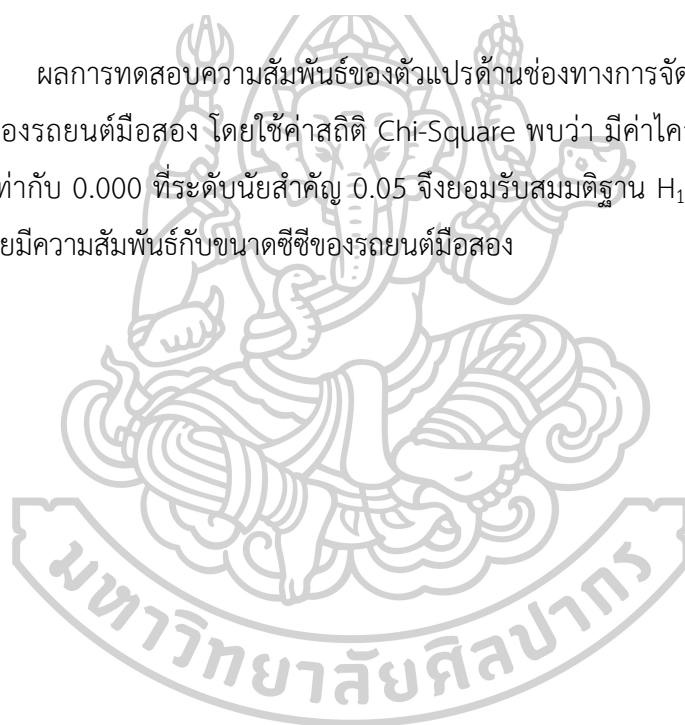 ผลการทดสอบความสัมพันธ์ของตัวแปรด้านช่องทางการจัด
องรถยนต์มือสอง โดยใช้ค่าสถิติ Chi-Square พบว่า มีค่าไค
ท่ากับ 0.000 ที่ระดับนัยสำคัญ 0.05 จึงยอมรับสมมติฐาน H₁
ยมีความสัมพันธ์กับขนาดซีซีของรถยนต์มือสอง
มหาวิทยาลัยศิลปากร